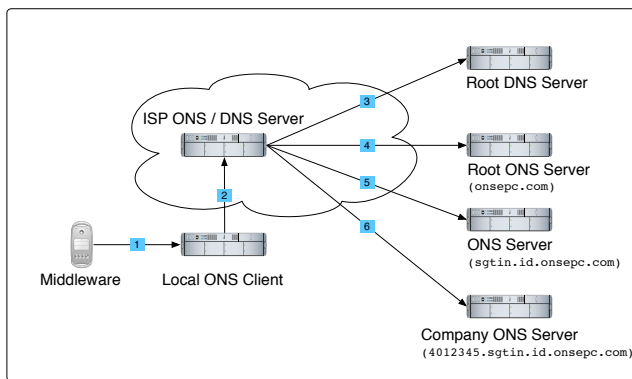 3
Root DNS Server
ISP ONS / DNS Server
4
Root ONS Server
(onsepc.com)
5
2
ONS Server
(sgtin.id.onsepc.com)
6
1
Middleware
Local ONS Client
Company ONS Server
(4012345.sgtin.id.onsepc.com)